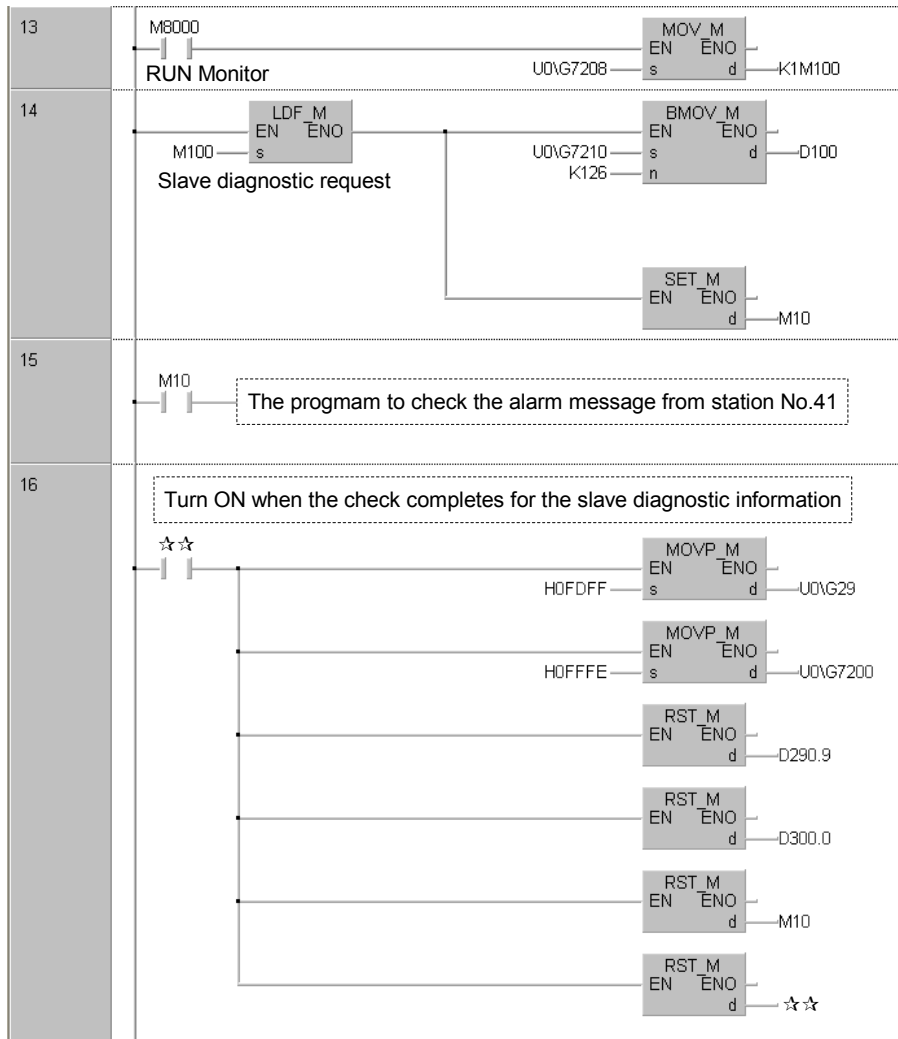 13
M8000
MOV_M
EN ENO
RUN Monitor
U0\G7208 s d K1M100
14
LDF_M
EN ENO
M100 s
Slave diagnostic request
BMOV_M
EN ENO
U0\G7210 s d D100
K126 n
SET_M
EN ENO
d M10
15
M10
The progmam to check the alarm message from station No.41
16
Turn ON when the check completes for the slave diagnostic information
☆☆
MOVP_M
EN ENO
H0FDFF s d U0\G29
MOVP_M
EN ENO
H0FFFE s d U0\G7200
RST_M
EN ENO
d D290.9
RST_M
EN ENO
d D300.0
RST_M
EN ENO
d M10
RST_M
EN ENO
d ☆☆